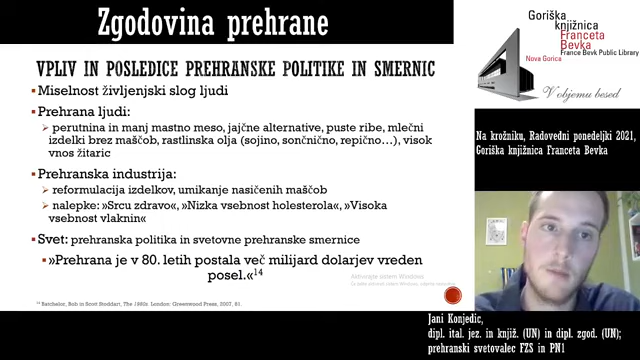 Zgodovina prehrane
VPLIV IN POSLEDICE PREHRANSKE POLITIKE IN SMERNIC
Miselnost življenjski slog ljudi
Prehrana ljudi:
perutnina in manj mastno meso, jajčne alternative, puste ribe, mlečni
izdelki brez maščob, rastlinska olja (sojino, sončnično, repično...), visok
vnos žitaric
Prehranska industrija:
reformulacija izdelkov, umikanje nasičenih maščob
nalepke: »Srcu zdravo«, »Nizka vsebnost holesterola«, »Visoka
vsebnost vlaknin«
Svet: prehranska politika in svetovne prehranske smernice
»Prehrana je v 80. letih postala več milijard dolarjev vreden
posel.«14
Aktivirajte sistem Windows
14 Batchelor, Bob in Scott Stoddart, The 1980s. London: Greenwood Press, 2007, 81.
Goriška
knjižnica
Franceta
Bevka
France Bevk Public Library
Nova Gorica
V objemu besed
Na krožniku, Radovedni ponedeljki 2021,
Goriška knjižnica Franceta Bevka
Jani Konjedic,
dipl. ital. jez. in knjiž. (UN) in dipl. zgod. (UN);
prehranski svetovalec FZS in PN1